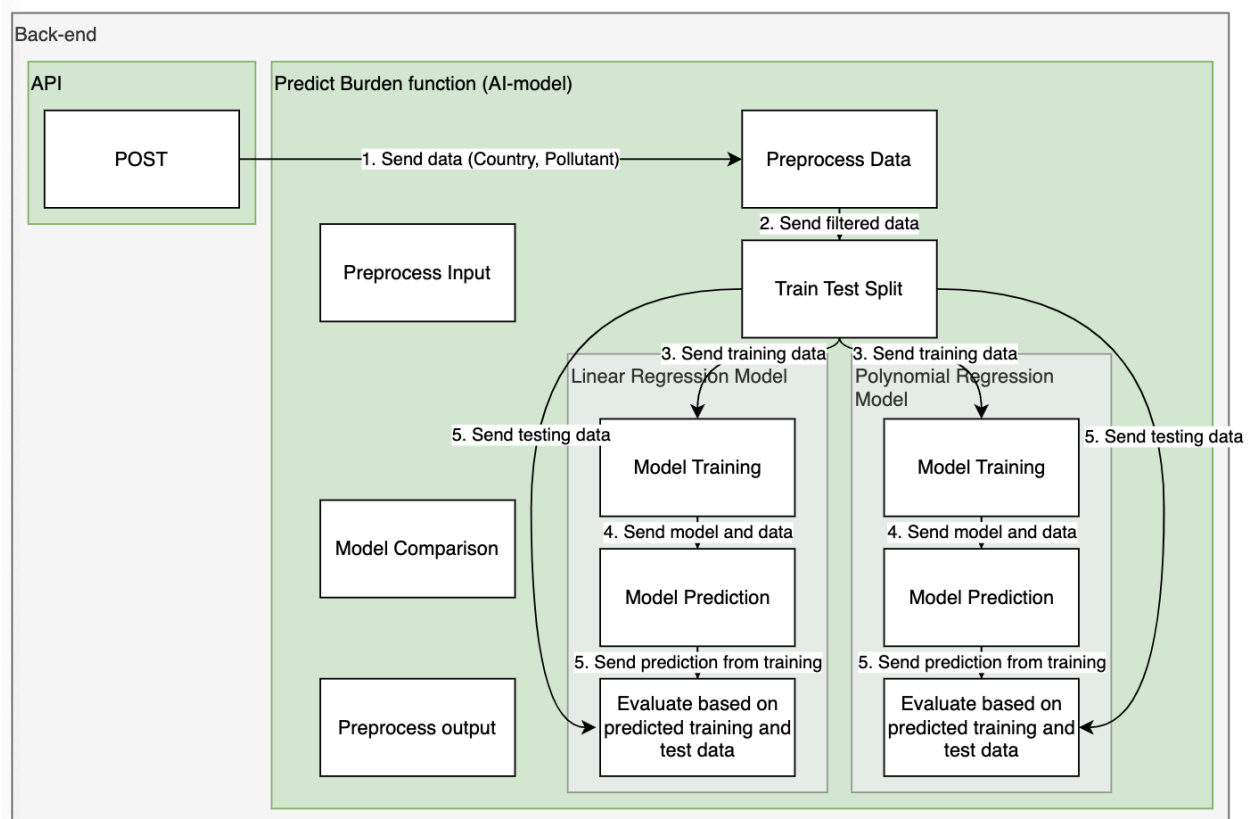 Back-end
API
Predict Burden function (AI-model)
POST
1. Send data (Country, Pollutant)
Preprocess Data
2. Send filtered data
Preprocess Input
Train Test Split
3. Send training data
3. Send training data
Linear Regression Model
Polynomial Regression
Model
5. Send testing data
5. Send testing data
Model Training
Model Training
4. Send model and data
4. Send model and data
Model Comparison
Model Prediction
Model Prediction
5. Send prediction from training
5. Send prediction from training
Preprocess output
Evaluate based on
predicted training and
test data
Evaluate based on
predicted training and
test data